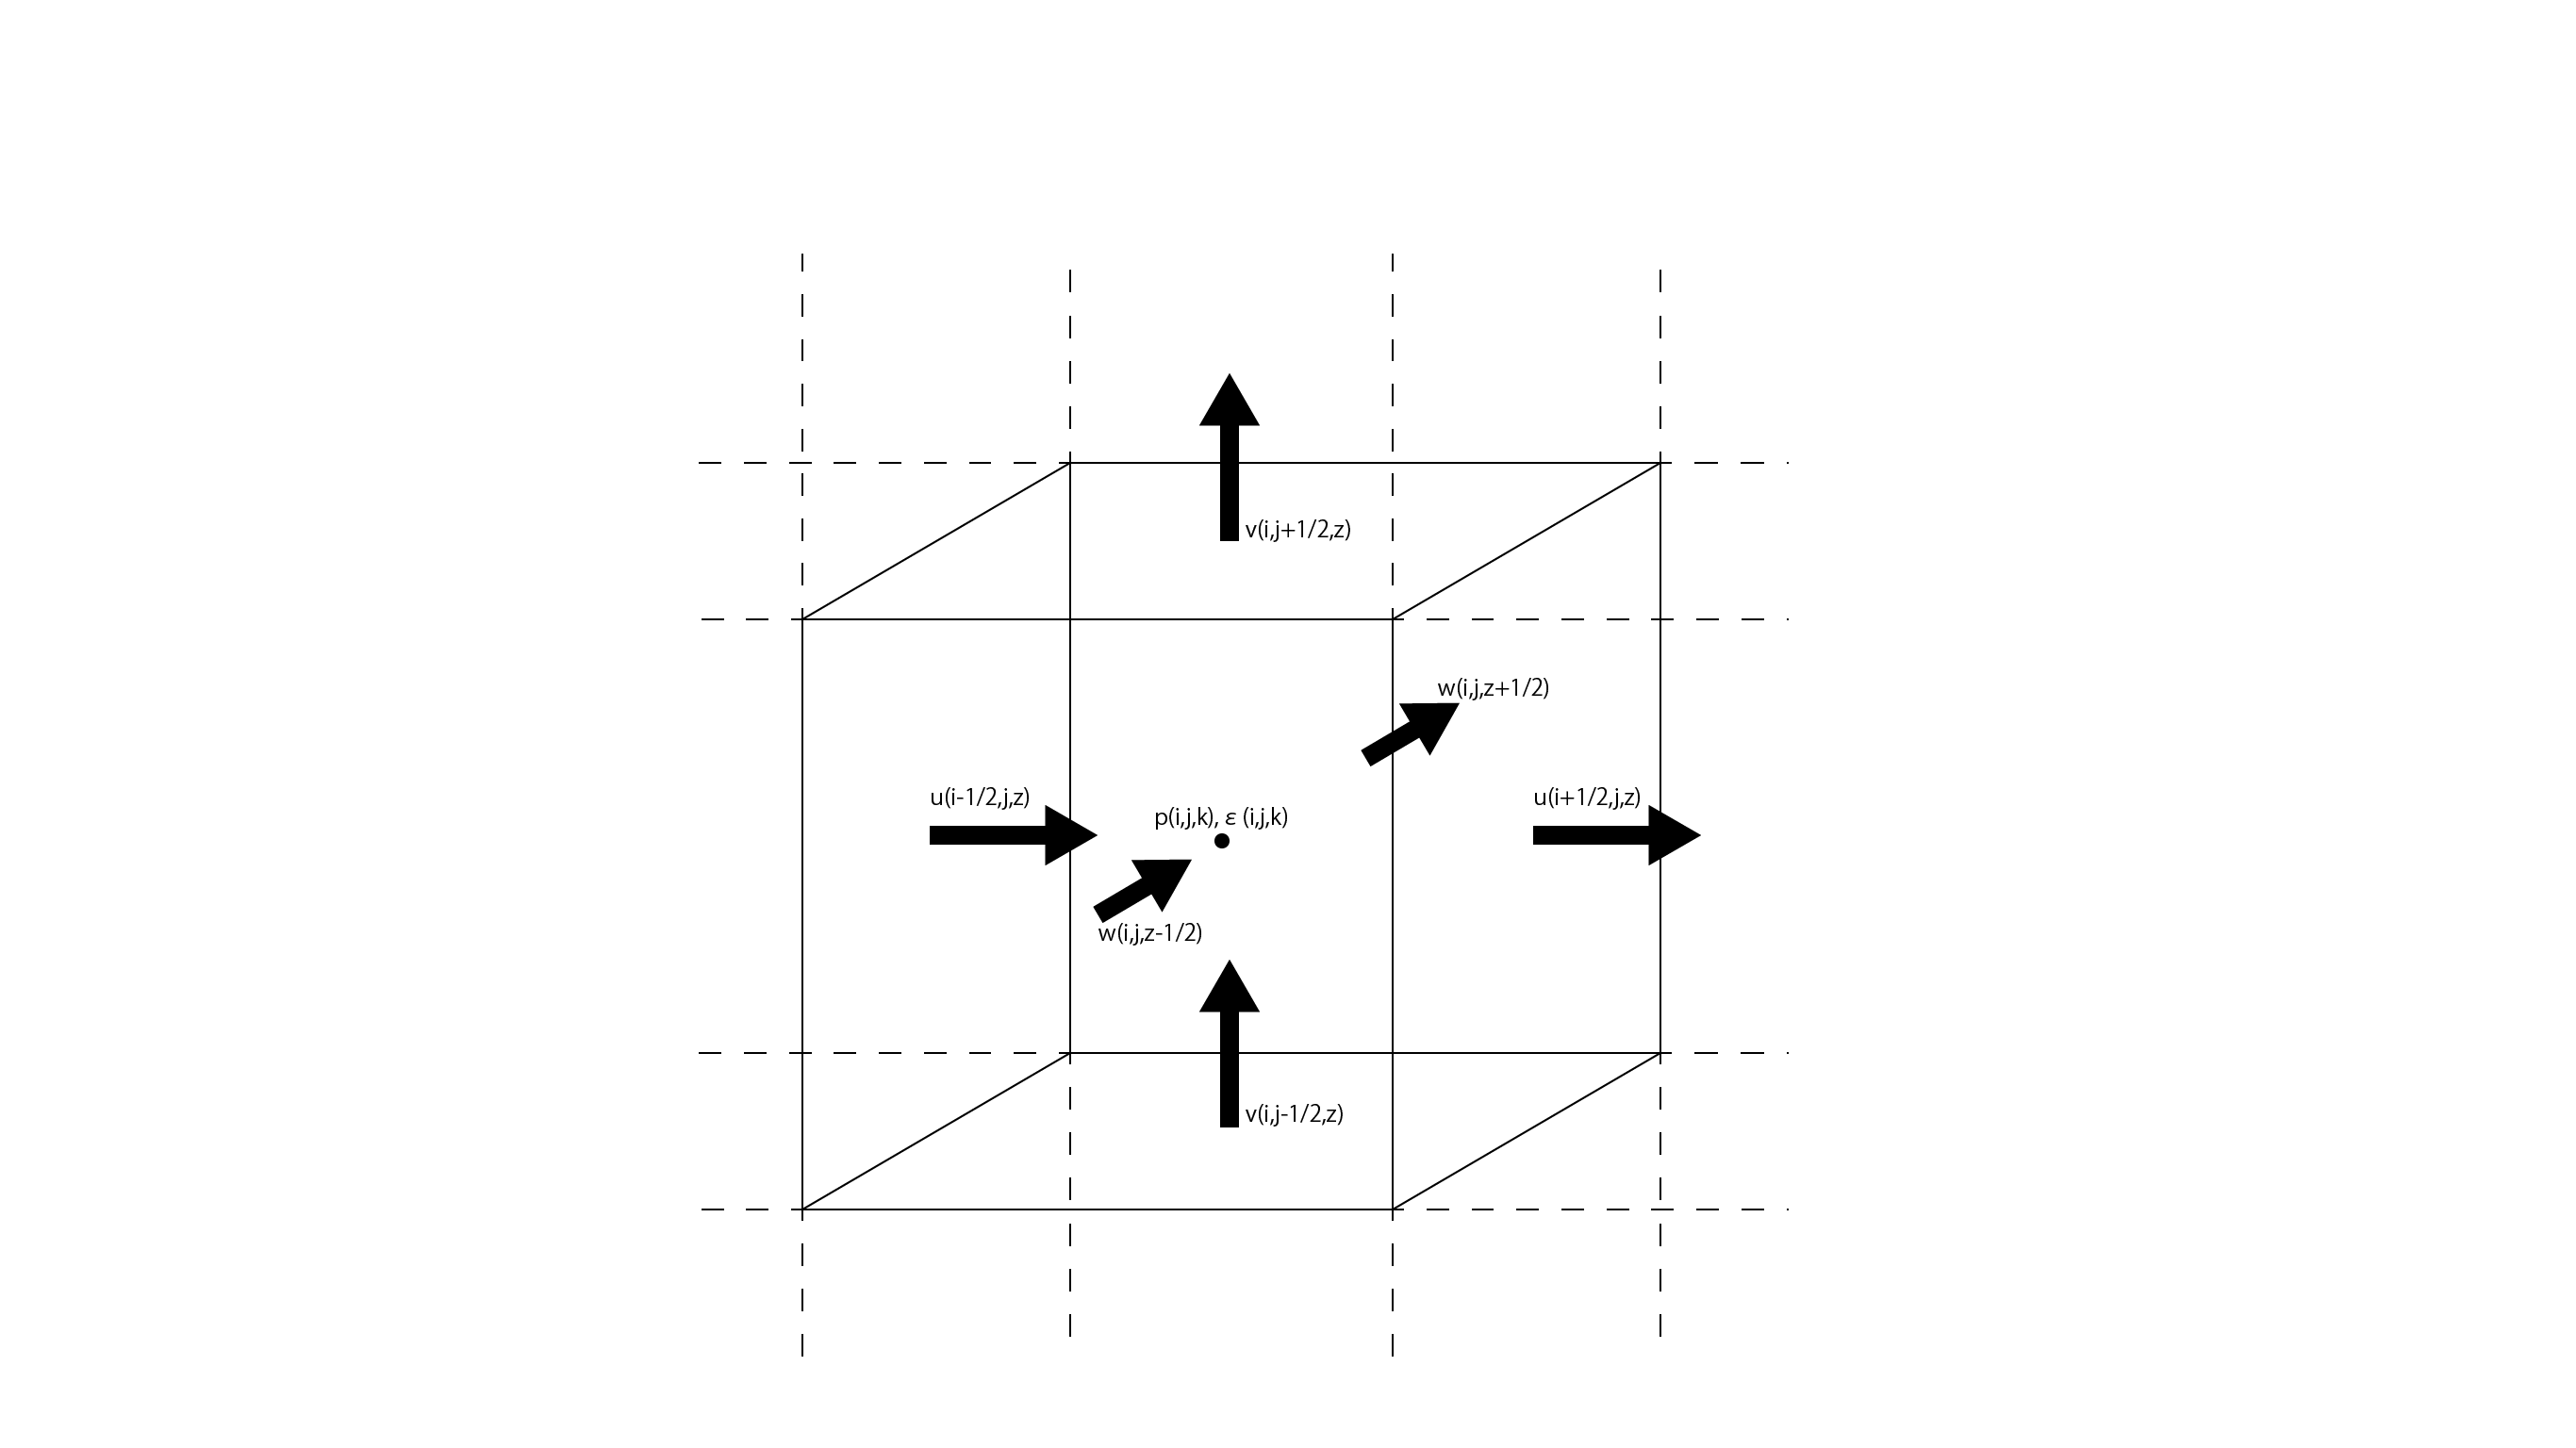 v(i,j+1/2,z)
w(i,j,z+1/2)
u(i-1/2,j,z)
u(i+1/2,j,z)
p(i,j,k), ε (i,j,k)
w(i,j,z-1/2)
v(i,j-1/2,z)